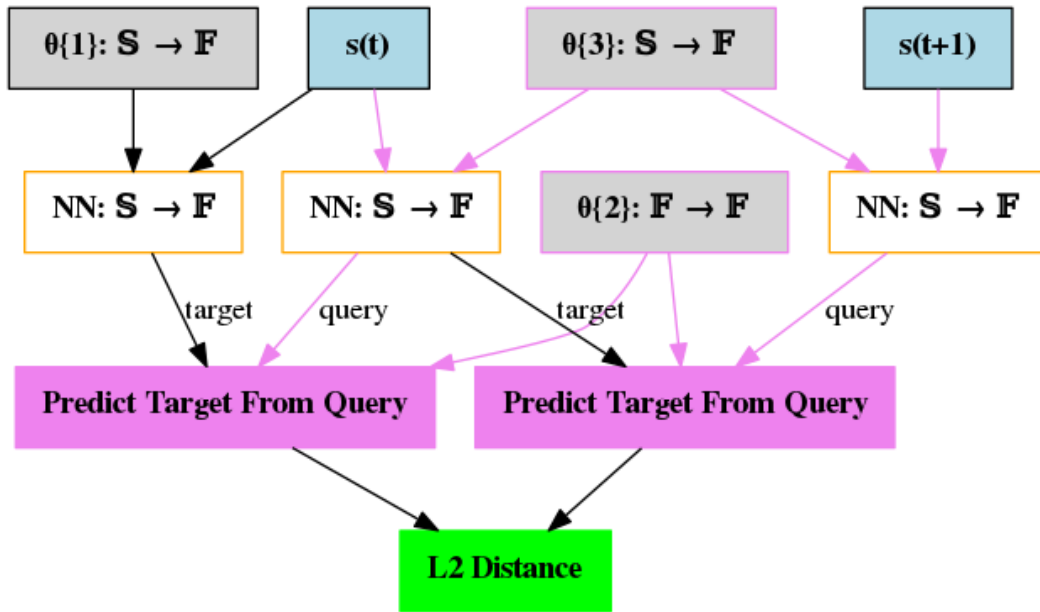 θ{1}: 𝕊 → 𝔽
s(t)
θ{3}: 𝕊 → 𝔽
s(t+1)
NN: 𝕊 → 𝔽
NN: 𝕊 → 𝔽
θ{2}: 𝔽 → 𝔽
NN: 𝕊 → 𝔽
target
query
target
query
Predict Target From Query
Predict Target From Query
L2 Distance